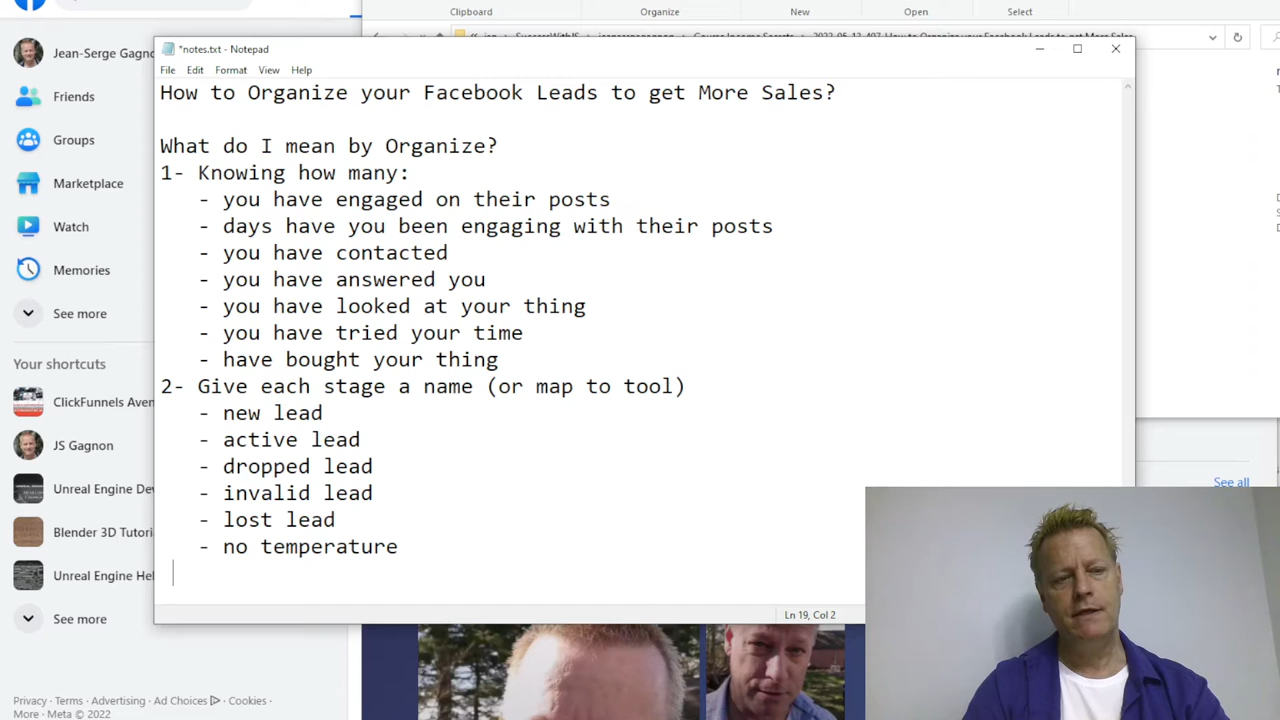 Clipboard
Organize
New
Open
Select
Jean-Serge Gagno
Friends
Groups
Marketplace
Watch
Memories
See more
Your shortcuts
ClickFunnels Aven
JS Gagnon
Unreal Engine Dev
Blender 3D Tutori
Unreal Engine Hel
See more
Privacy · Terms · Advertising · Ad Choices · Cookies ·
More · Meta © 2022
*notes.txt - Notepad
File Edit Format View Help
How to Organize your Facebook Leads to get More Sales?
What do I mean by Organize?
1- Knowing how many:
- you have engaged on their posts
- days have you been engaging with their posts
- you have contacted
- you have answered you
- you have looked at your thing
- you have tried your time
- have bought your thing
2- Give each stage a name (or map to tool)
- new lead
- active lead
- dropped lead
- invalid lead
- lost lead
- no temperature
Ln 19, Col 2
See all